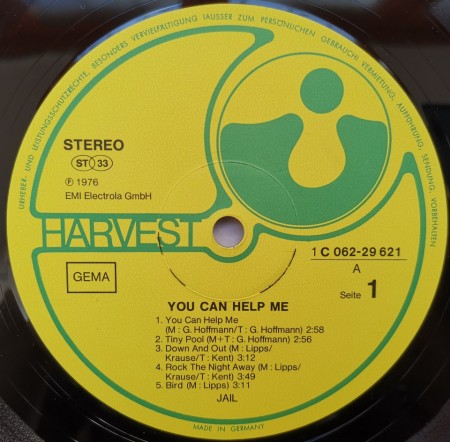 URHEBER- UND LEISTUNGSSCHUTZRECHTE, BESONDERS VERVIELFÄLTIGUNG (AUSSER ZUM PERSÖNLICHEN GEBRAUCH) VERMIETUNG, AUFFÜHRUNG, SENDUNG, VORBEHALTEN
STEREO
ST 33
℗ 1976
EMI Electrola GmbH
HARVEST
1 C 062-29 621
A
GEMA
Seite 1
YOU CAN HELP ME
1. You Can Help Me
(M : G. Hoffmann/T : G. Hoffmann) 2:58
2. Tiny Pool (M+T : G. Hoffmann) 2:56
3. Down And Out (M : Lipps/
Krause/T : Kent) 3:12
4. Rock The Night Away (M : Lipps/
Krause/T : Kent) 3:49
5. Bird (M : Lipps) 3:11
JAIL
MADE IN GERMANY